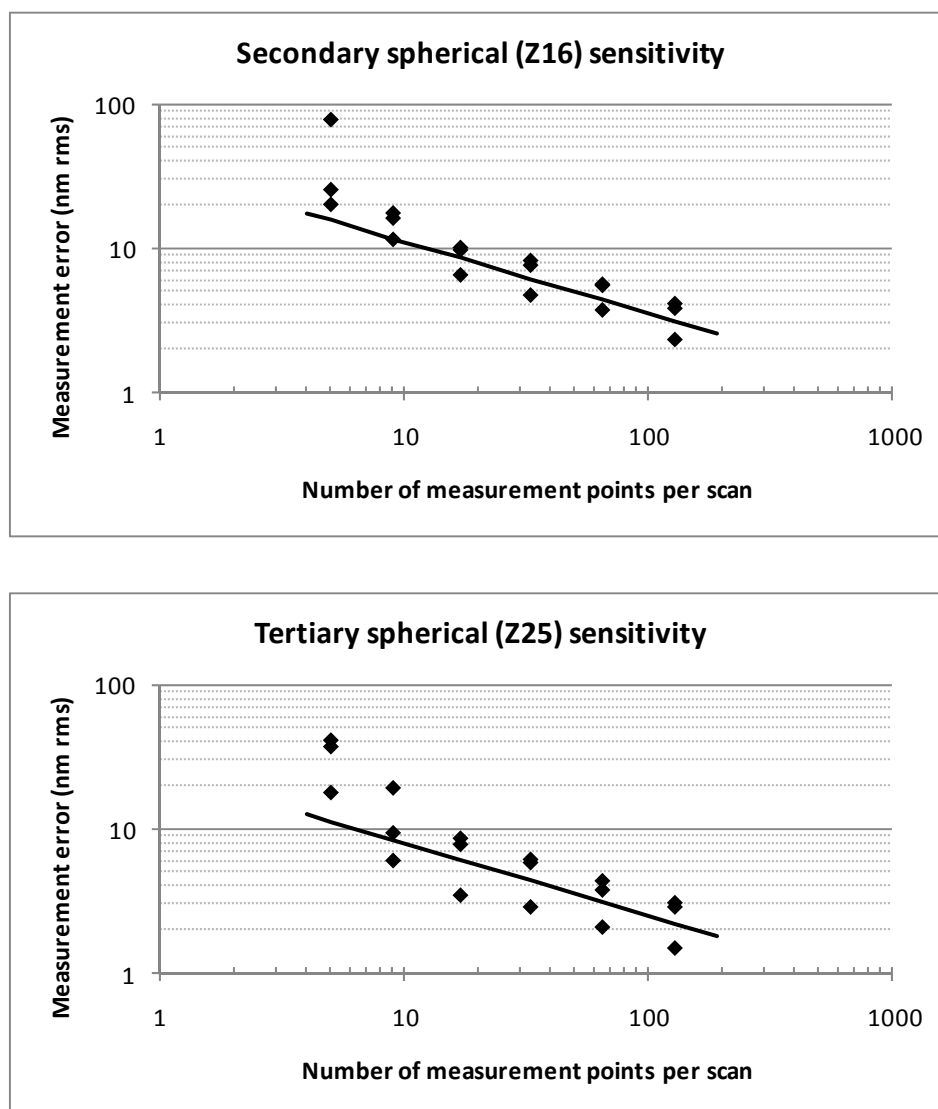 Secondary spherical (Z16) sensitivity
Measurement error (nm rms)
100
10
1
1 10 100 1000
Number of measurement points per scan
Tertiary spherical (Z25) sensitivity
Measurement error (nm rms)
100
10
1
1 10 100 1000
Number of measurement points per scan